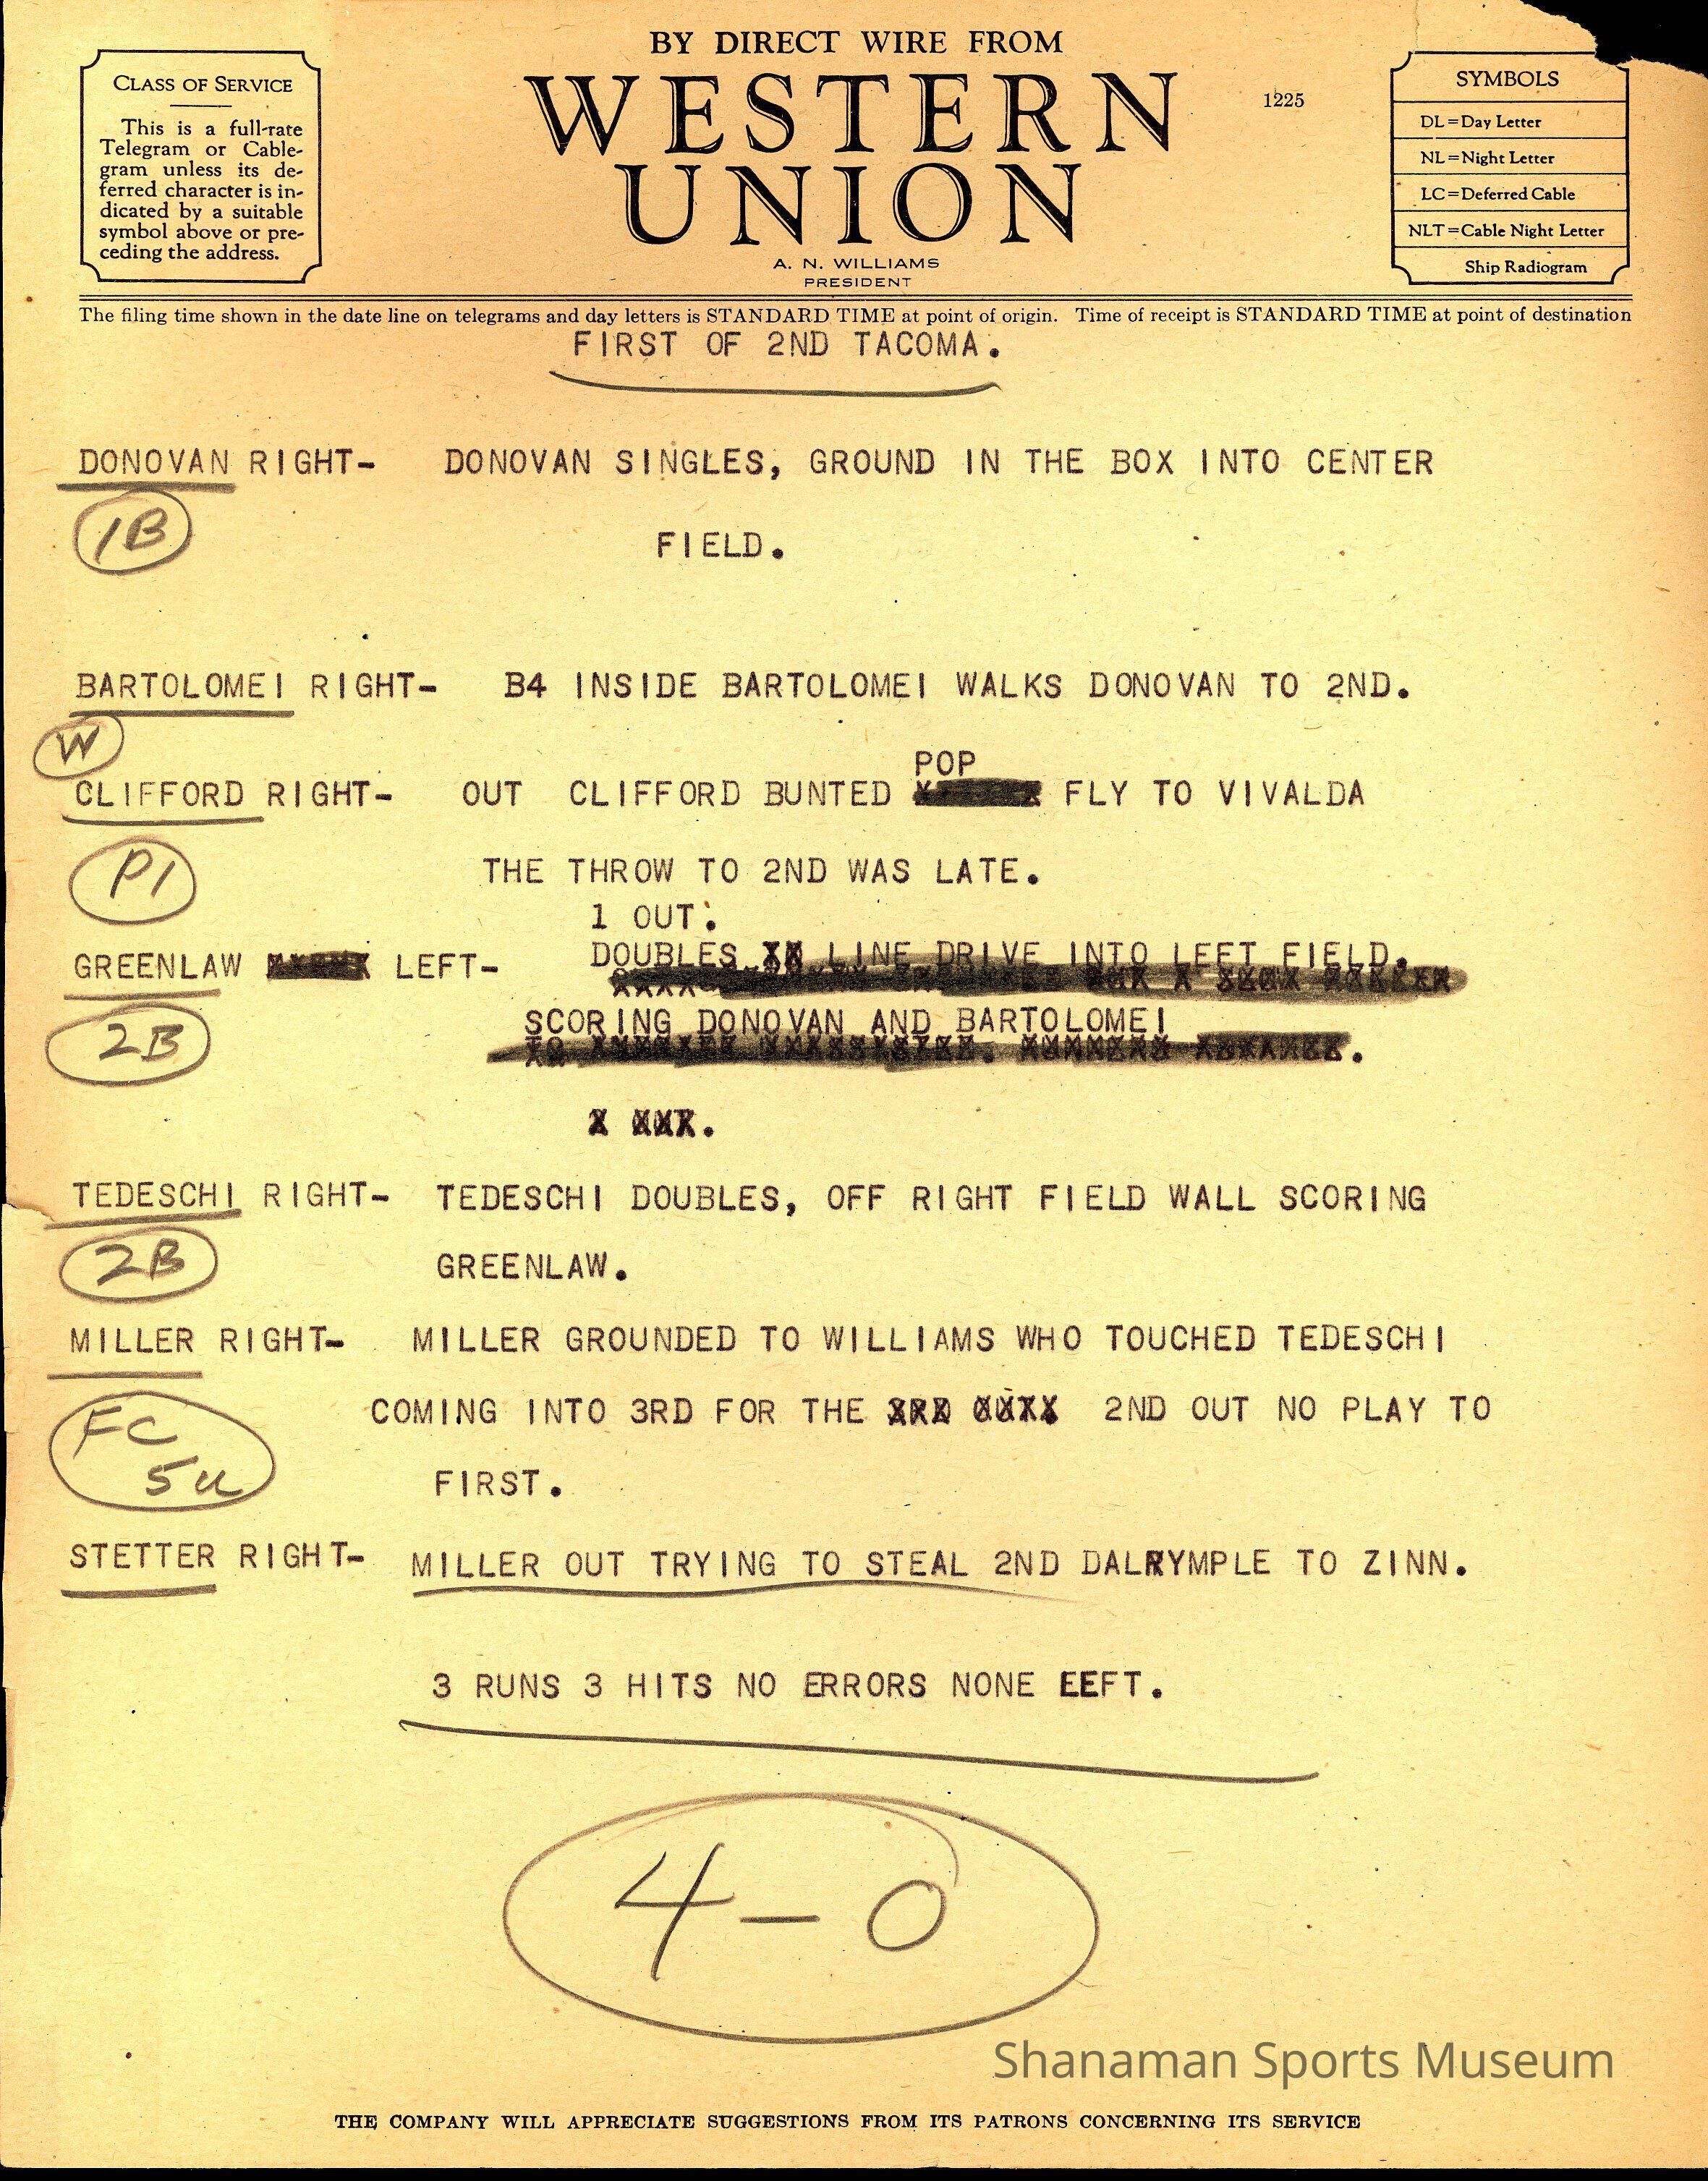 BY DIRECT WIRE FROM
WESTERN
UNION
1225
A. N. WILLIAMS
PRESIDENT
CLASS OF SERVICE
This is a full-rate
Telegram or Cable-
gram unless its de-
ferred character is in-
dicated by a suitable
symbol above or pre-
ceding the address.
SYMBOLS
DL=Day Letter
NL=Night Letter
LC=Deferred Cable
NLT=Cable Night Letter
Ship Radiogram
The filing time shown in the date line on telegrams and day letters is STANDARD TIME at point of origin. Time of receipt is STANDARD TIME at point of destination
FIRST OF 2ND TACOMA.
DONOVAN RIGHT- DONOVAN SINGLES, GROUND IN THE BOX INTO CENTER
1B
FIELD.
BARTOLOMEI RIGHT- B4 INSIDE BARTOLOMEI WALKS DONOVAN TO 2ND.
W
POP
CLIFFORD RIGHT- OUT CLIFFORD BUNTED FLY TO VIVALDA
P1
THE THROW TO 2ND WAS LATE.
1 OUT.
DOUBLES LINE DRIVE INTO LEFT FIELD.
GREENLAW LEFT-
2B
SCORING DONOVAN AND BARTOLOMEI
TEDESCHI RIGHT- TEDESCHI DOUBLES, OFF RIGHT FIELD WALL SCORING
2B
GREENLAW.
MILLER RIGHT- MILLER GROUNDED TO WILLIAMS WHO TOUCHED TEDESCHI
COMING INTO 3RD FOR THE 2ND OUT NO PLAY TO
FC
5U
FIRST.
STETTER RIGHT- MILLER OUT TRYING TO STEAL 2ND DALRYMPLE TO ZINN.
3 RUNS 3 HITS NO ERRORS NONE EEFT.
4-0
Shanaman Sports Museum
THE COMPANY WILL APPRECIATE SUGGESTIONS FROM ITS PATRONS CONCERNING ITS SERVICE